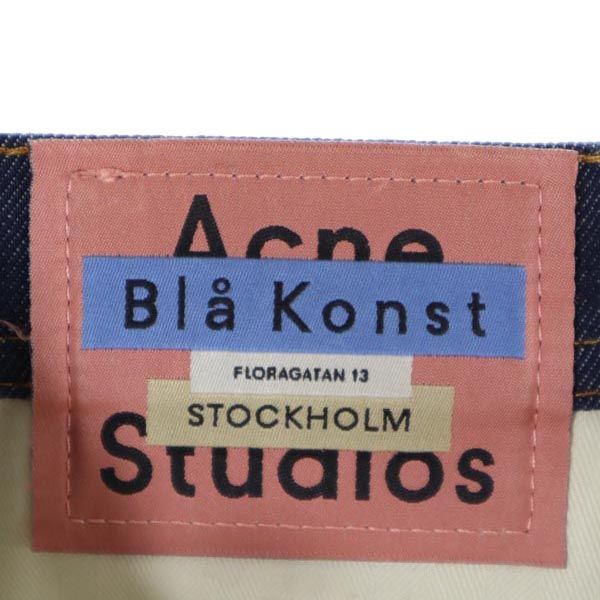 Acne
Blå Konst
FLORAGATAN 13
STOCKHOLM
Studios